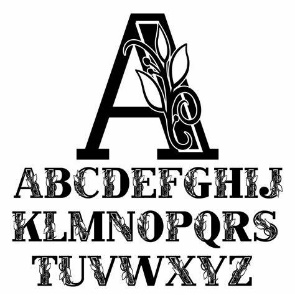 A
ABCDEFGHIJ
KLMNOPQRS
TUVWXYZ